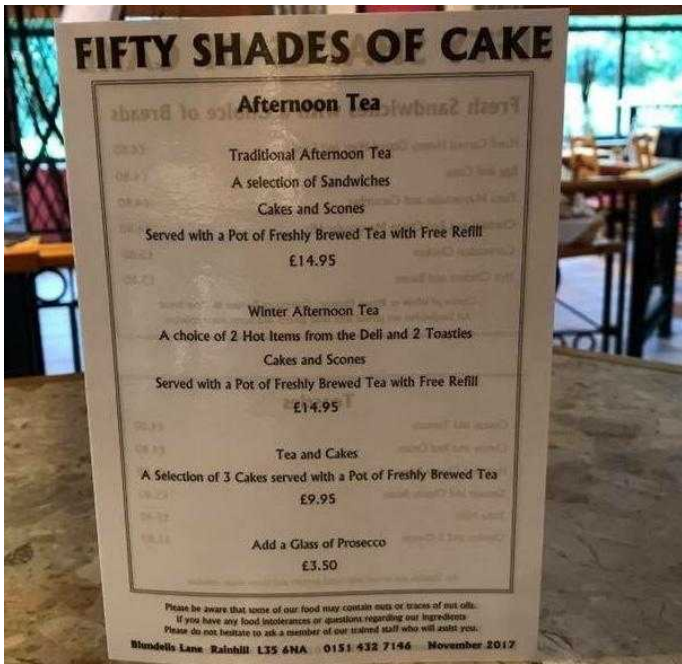 FIFTY SHADES OF CAKE
Afternoon Tea
Traditional Afternoon Tea
A selection of Sandwiches
Cakes and Scones
Served with a Pot of Freshly Brewed Tea with Free Refill
£14.95
Winter Afternoon Tea
A choice of 2 Hot Items from the Deli and 2 Toasties
Cakes and Scones
Served with a Pot of Freshly Brewed Tea with Free Refill
£14.95
Tea and Cakes
A Selection of 3 Cakes served with a Pot of Freshly Brewed Tea
£9.95
Add a Glass of Prosecco
£3.50
Please be aware that some of our food may contain nuts or traces of nut oils.
If you have any food intolerances or questions regarding our ingredients
Please do not hesitate to ask a member of our trained staff who will assist you.
Blundells Lane Rainhill L35 6NA 0151 432 7146 November 2017